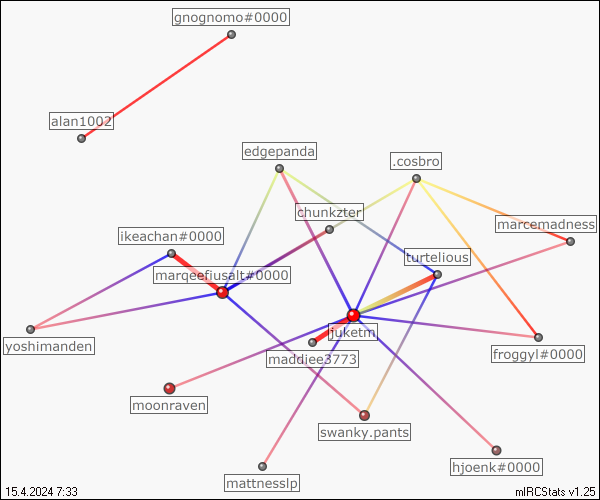 gnognomo#0000
alan1002
edgepanda
.cosbro
chunkzter
marcemadness
ikeachan#0000
turtelious
marqeefiusalt#0000
juketm
yoshimanden
maddiee3773
froggyl#0000
moonraven
swanky.pants
hjoenk#0000
mattnesslp
15.4.2024 7:33
mIRCStats v1.25